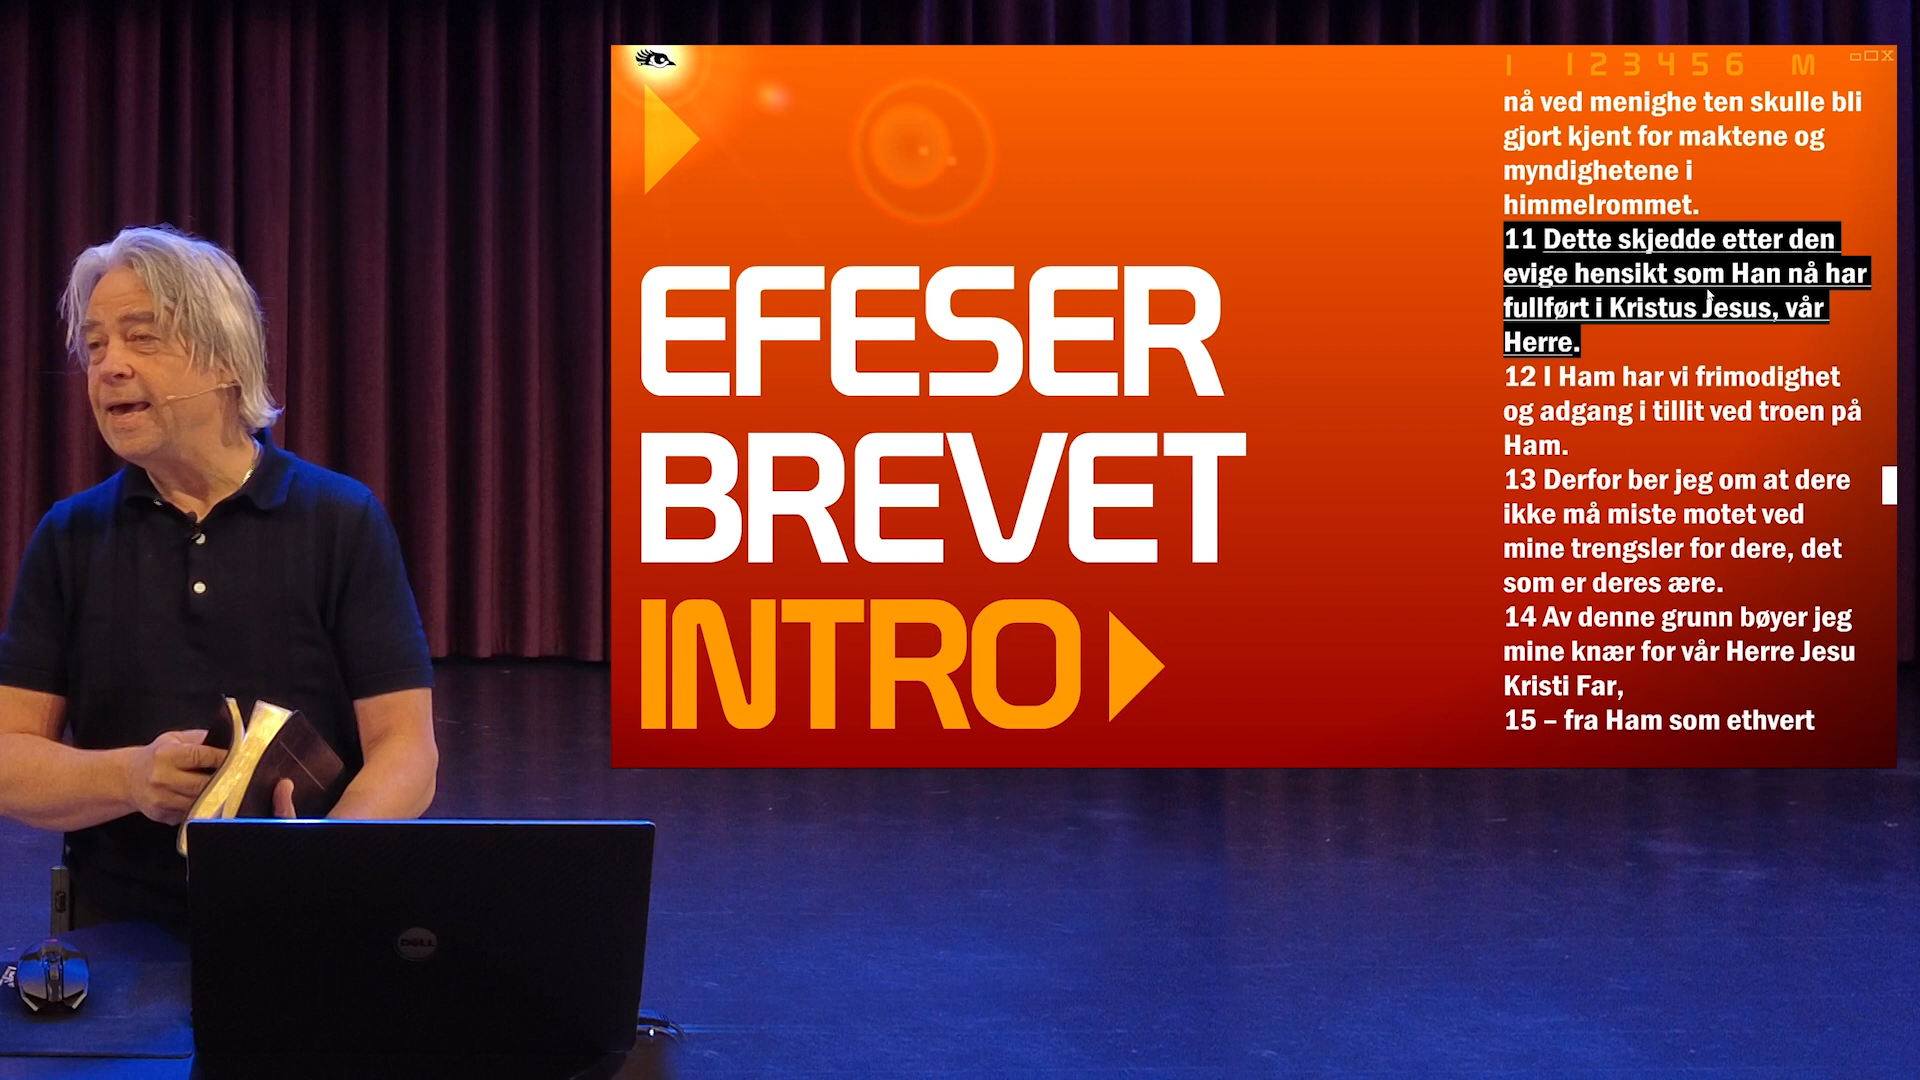 I 1 2 3 4 5 6 M
nå ved menighe ten skulle bli
gjort kjent for maktene og
myndighetene i
himmelrommet.
11 Dette skjedde etter den
evige hensikt som Han nå har
fullført i Kristus Jesus, vår
Herre.
12 I Ham har vi frimodighet
og adgang i tillit ved troen på
Ham.
13 Derfor ber jeg om at dere
ikke må miste motet ved
mine trengsler for dere, det
som er deres ære.
14 Av denne grunn bøyer jeg
mine knær for vår Herre Jesu
Kristi Far,
15 – fra Ham som ethvert
EFESER
BREVET
INTRO
DELL